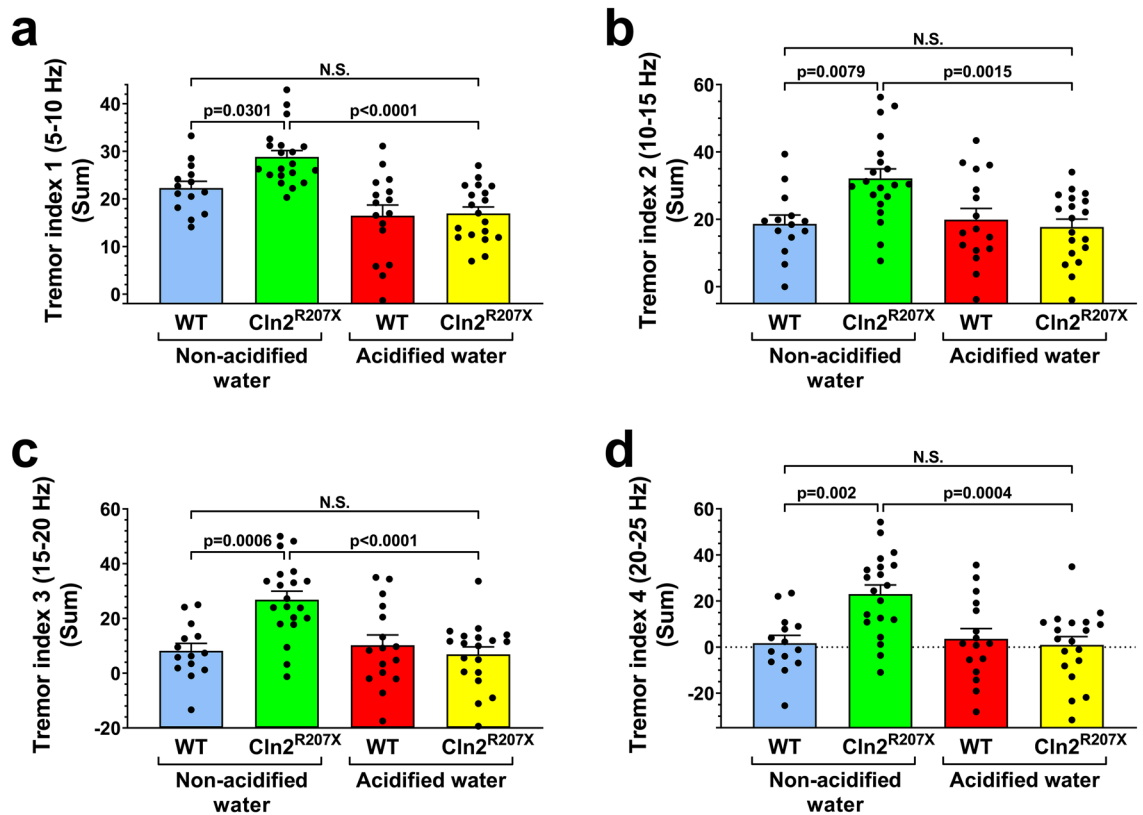 a
N.S.
p=0.0301
p<0.0001
Tremor index 1 (5-10 Hz)
(Sum)
40
30
20
10
0
WT
Cln2R207X
WT
Cln2R207X
Non-acidified
water
Acidified water
b
N.S.
p=0.0079
p=0.0015
Tremor index 2 (10-15 Hz)
(Sum)
60
40
20
0
WT
Cln2R207X
WT
Cln2R207X
Non-acidified
water
Acidified water
c
N.S.
p=0.0006
p<0.0001
Tremor index 3 (15-20 Hz)
(Sum)
60
40
20
0
-20
WT
Cln2R207X
WT
Cln2R207X
Non-acidified
water
Acidified water
d
N.S.
p=0.002
p=0.0004
Tremor index 4 (20-25 Hz)
(Sum)
60
40
20
0
-20
WT
Cln2R207X
WT
Cln2R207X
Non-acidified
water
Acidified water